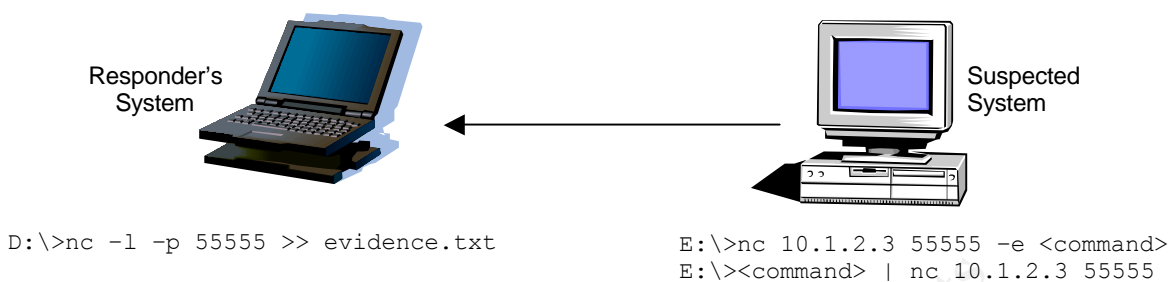 Responder's
System
Suspected
System
D:\>nc –l –p 55555 >> evidence.txt
E:\>nc 10.1.2.3 55555 –e <command>
E:\><command> | nc 10.1.2.3 55555